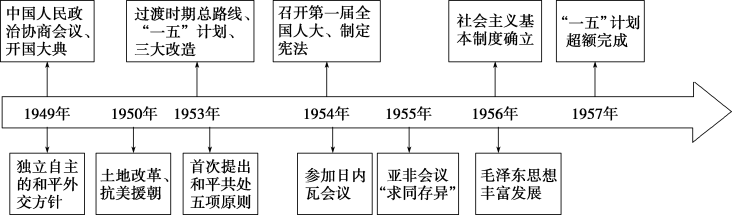 中国人民政
治协商会议、
开国大典
过渡时期总路线、
“一五”计划、
三大改造
召开第一届全
国人大、制定
宪法
社会主义基
本制度确立
“一五”计划
超额完成
1949年
1950年
1953年
1954年
1955年
1956年
1957年
独立自主
的和平外
交方针
土地改革、
抗美援朝
首次提出
和平共处
五项原则
参加日内
瓦会议
亚非会议
“求同存异”
毛泽东思想
丰富发展